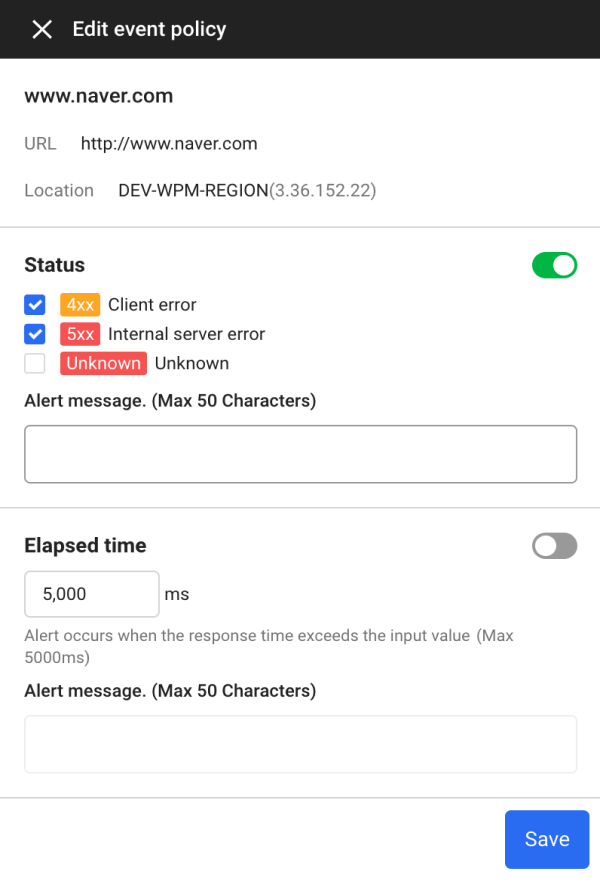 Edit event policy
www.naver.com
URL http://www.naver.com
Location DEV-WPM-REGION(3.36.152.22)
Status
4xx Client error
5xx Internal server error
Unknown Unknown
Alert message. (Max 50 Characters)
Elapsed time
5,000 ms
Alert occurs when the response time exceeds the input value (Max
5000ms)
Alert message. (Max 50 Characters)
Save